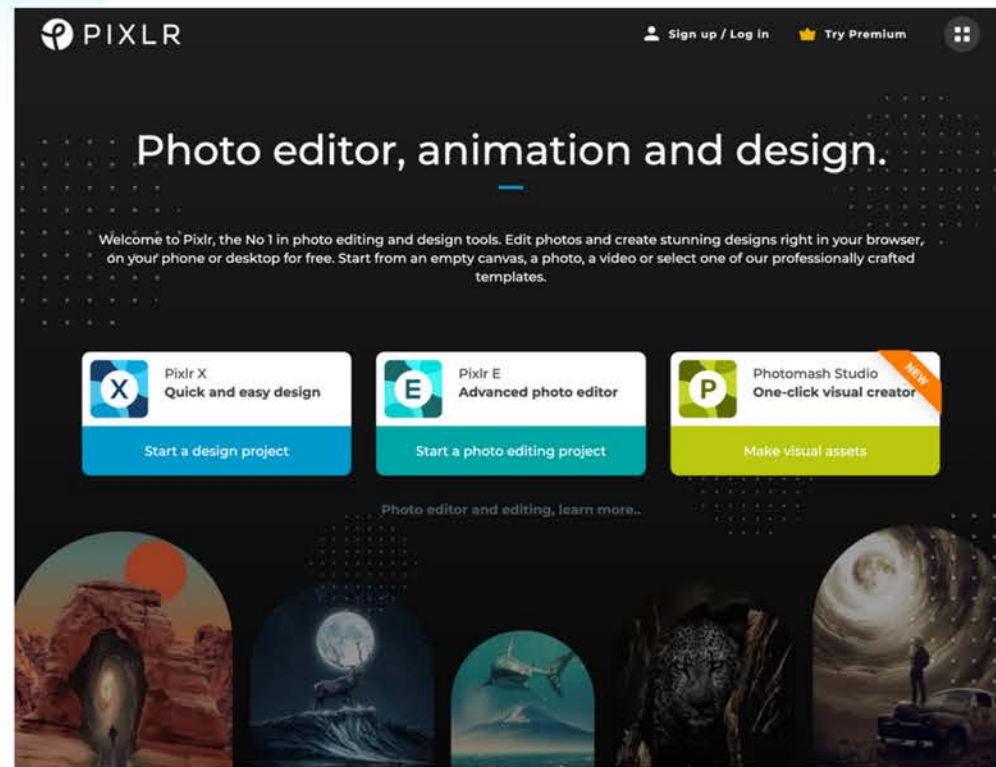 PIXLR
Sign up / Log in
Try Premium
Photo editor, animation and design.
Welcome to Pixlr, the No 1 in photo editing and design tools. Edit photos and create stunning designs right in your browser,
on your phone or desktop for free. Start from an empty canvas, a photo, a video or select one of our professionally crafted
templates.
X
Pixlr X
Quick and easy design
Start a design project
E
Pixlr E
Advanced photo editor
Start a photo editing project
P
Photomash Studio
One-click visual creator
NEW
Make visual assets
Photo editor and editing, learn more..